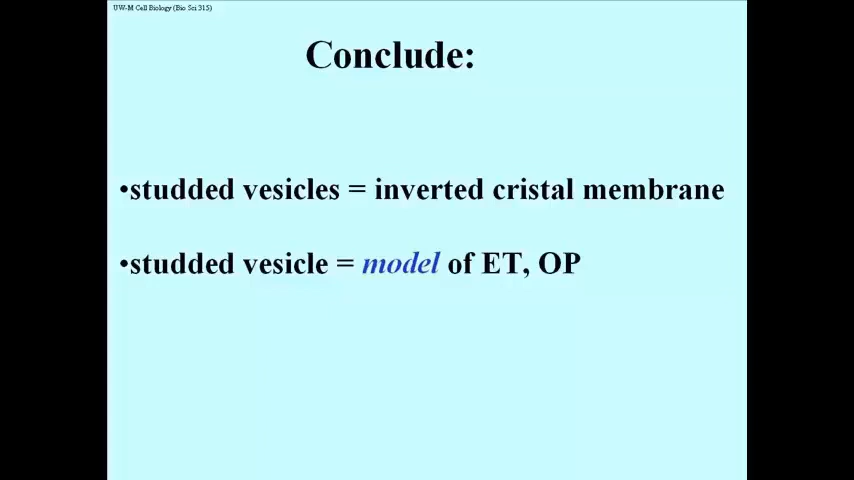 UW-M Cell Biology (Bio Sci 315)
Conclude:
•studded vesicles = inverted cristal membrane
•studded vesicle = model of ET, OP